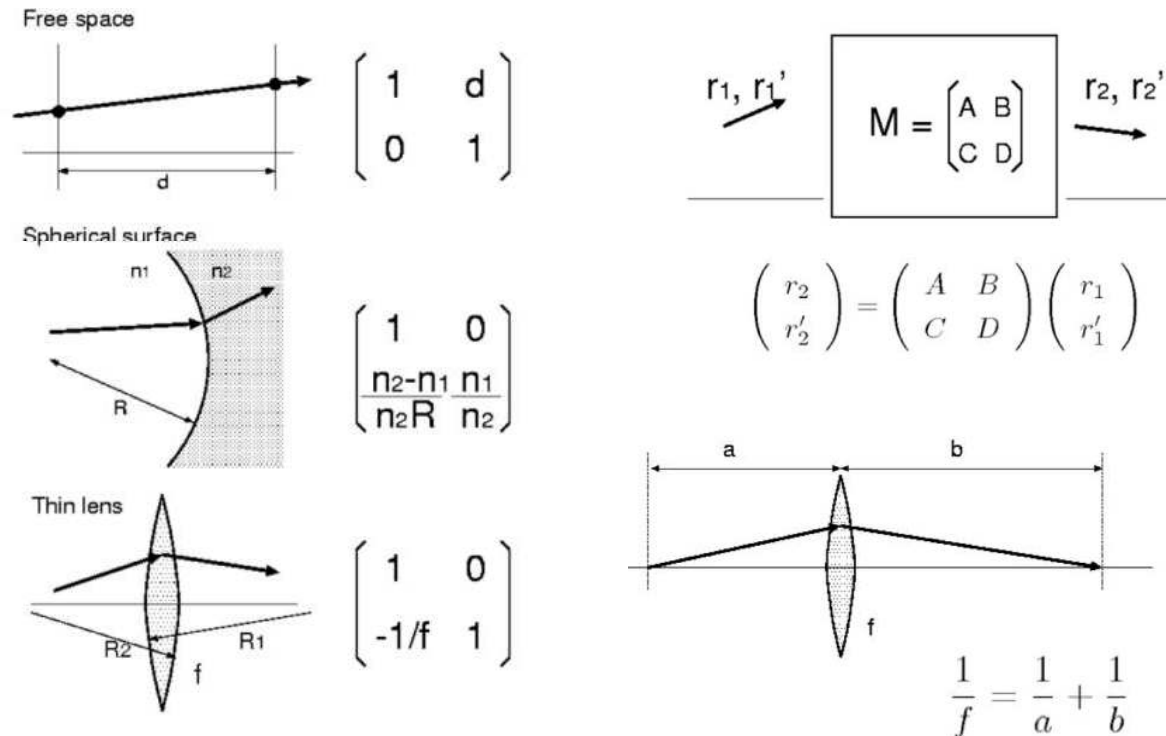 Free space
1 d
0 1
d
Spherical surface
n1 n2
R
1 0
n2-n1 n1
n2R n2
Thin lens
R2 R1
f
1 0
-1/f 1
r1, r1'
M = A B
C D
r2, r2'
r2 = A B r1
r2' C D r1'
a b
f
1 = 1 + 1
f a b